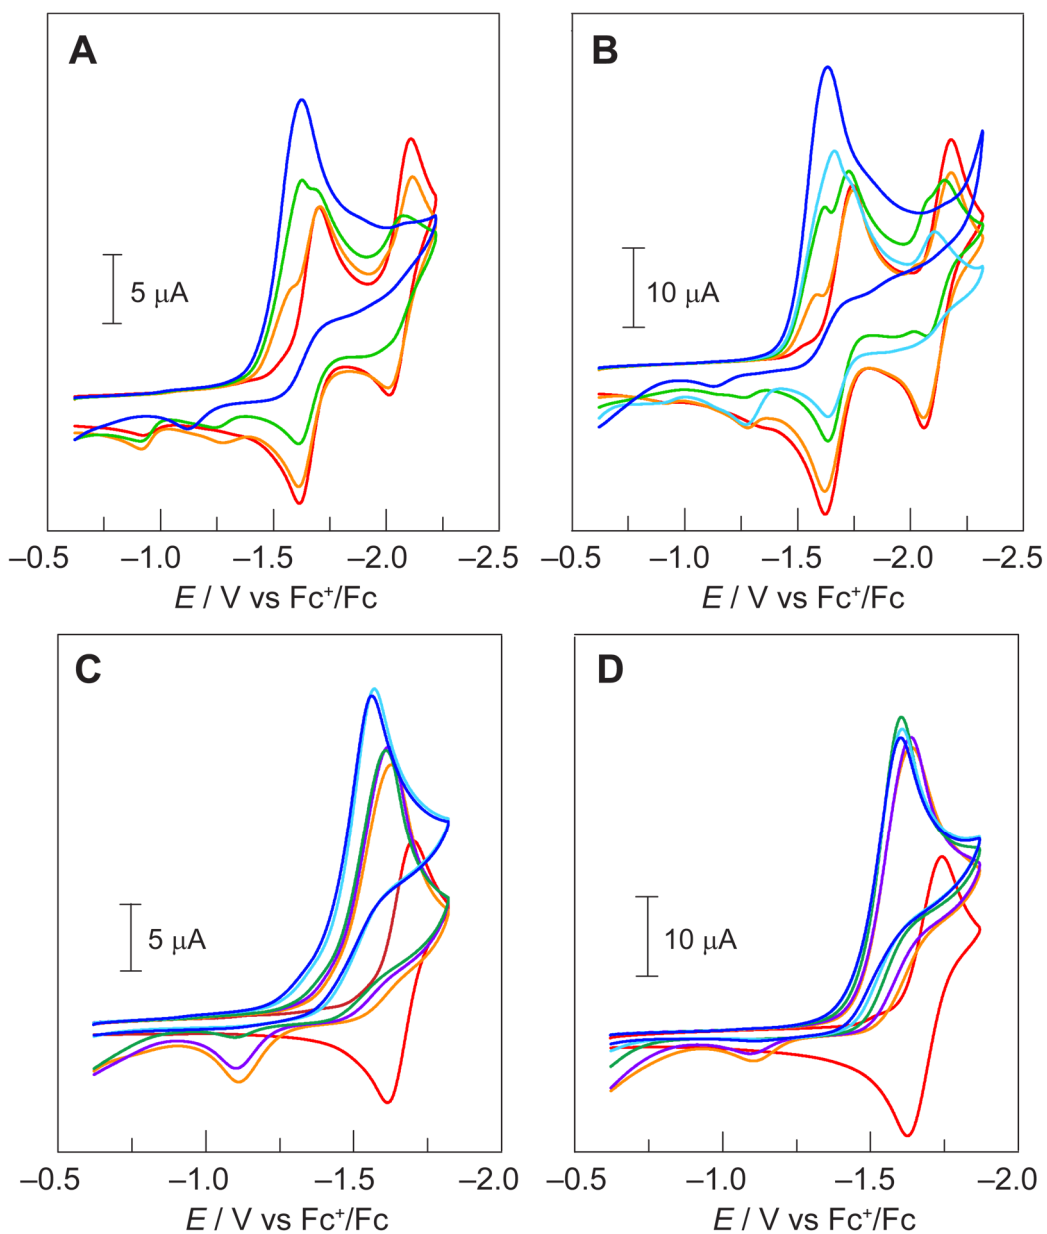 A
5 μA
–0.5 –1.0 –1.5 –2.0 –2.5
E / V vs Fc⁺/Fc
B
10 μA
–0.5 –1.0 –1.5 –2.0 –2.5
E / V vs Fc⁺/Fc
C
5 μA
–0.5 –1.0 –1.5 –2.0
E / V vs Fc⁺/Fc
D
10 μA
–0.5 –1.0 –1.5 –2.0
E / V vs Fc⁺/Fc